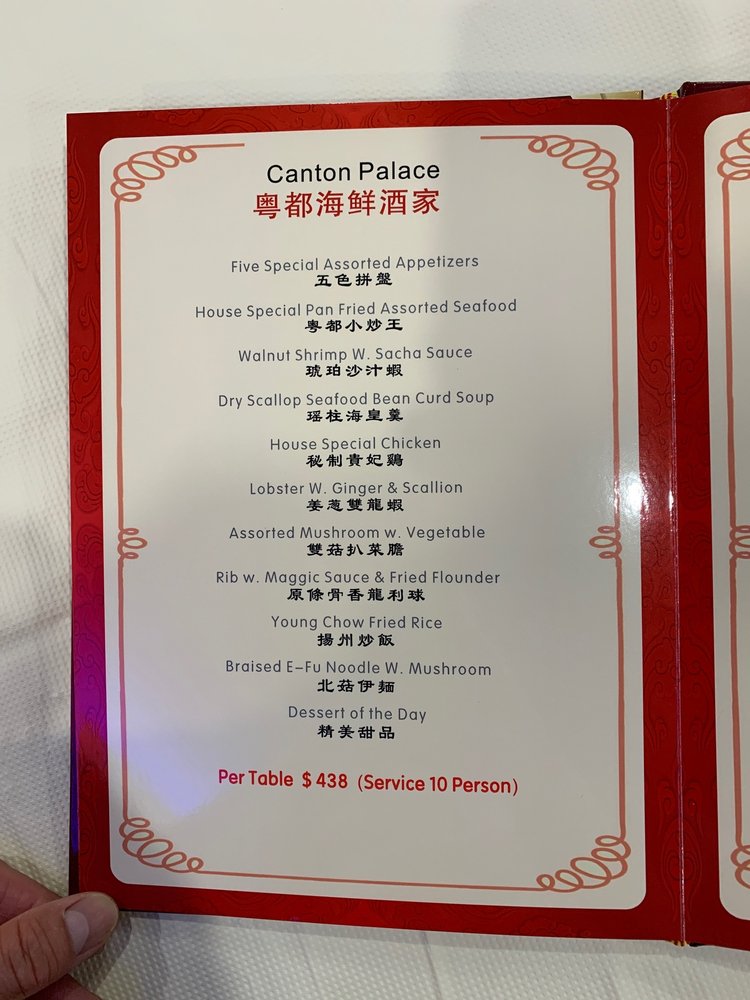 Canton Palace
粤都海鲜酒家
Five Special Assorted Appetizers
五色拼盤
House Special Pan Fried Assorted Seafood
粤都小炒王
Walnut Shrimp W. Sacha Sauce
琥珀沙汁蝦
Dry Scallop Seafood Bean Curd Soup
瑶柱海皇羹
House Special Chicken
秘制貴妃鷄
Lobster W. Ginger & Scallion
姜葱雙龍蝦
Assorted Mushroom w. Vegetable
雙菇扒菜膽
Rib w. Maggic Sauce & Fried Flounder
原條骨香龍利球
Young Chow Fried Rice
揚州炒飯
Braised E-Fu Noodle W. Mushroom
北菇伊麵
Dessert of the Day
精美甜品
Per Table $438 (Service 10 Person)